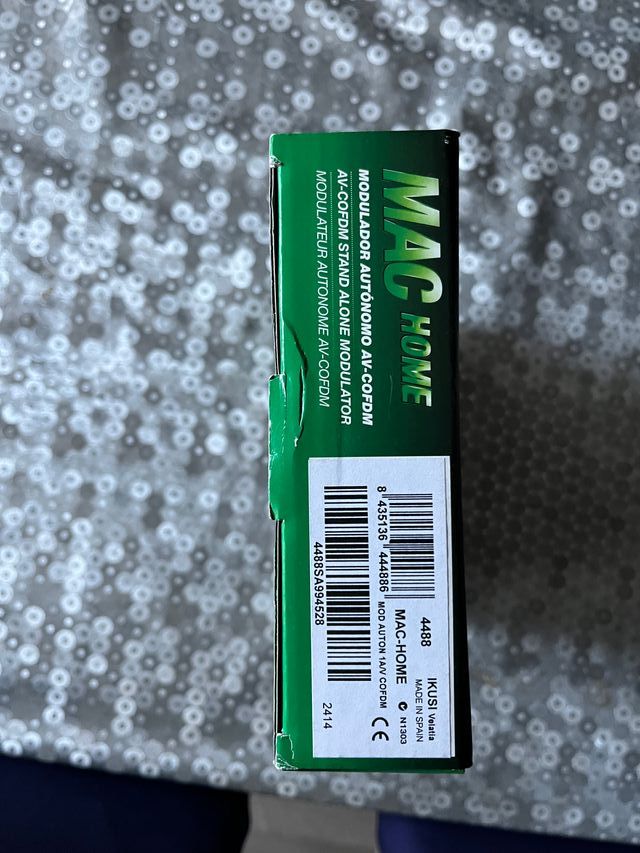 MAC HOME
MODULADOR AUTÓNOMO AV-COFDM
AV-COFDM STAND ALONE MODULATOR
MODULATEUR AUTONOME AV-COFDM
4488
IKUSI Velatia
MADE IN SPAIN
MAC-HOME
N1303
8 435136 444886
MOD AUTON 1A/V COFDM
CE
4488SA994528
2414